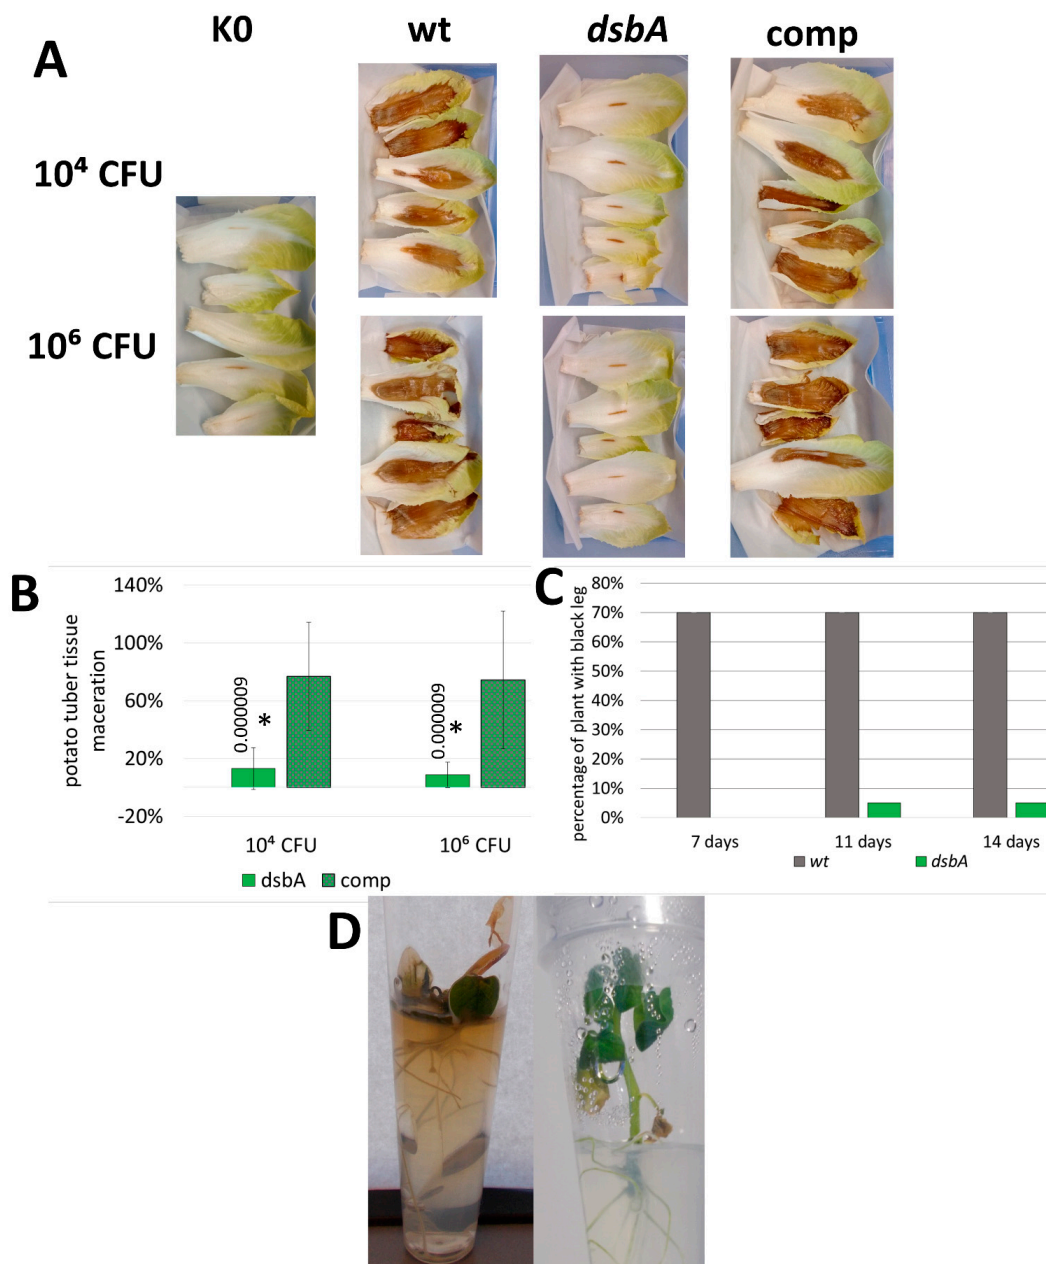 A
K0
wt
dsbA
comp
10⁴ CFU
10⁶ CFU
B
potato tuber tissue
maceration
140%
100%
60%
20%
-20%
0.000009
*
0.000009
*
10⁴ CFU
10⁶ CFU
dsbA
comp
C
percentage of plant with black leg
80%
70%
60%
50%
40%
30%
20%
10%
0%
7 days
11 days
14 days
wt
dsbA
D